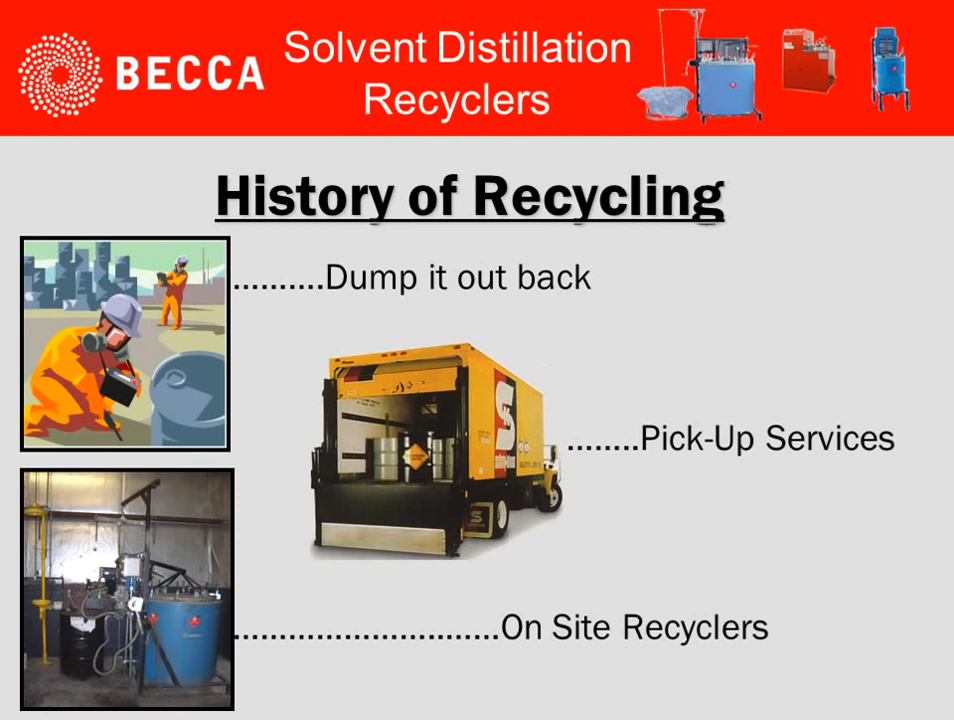 BECCA
Solvent Distillation
Recyclers
History of Recycling
..........Dump it out back
........Pick-Up Services
.............................On Site Recyclers